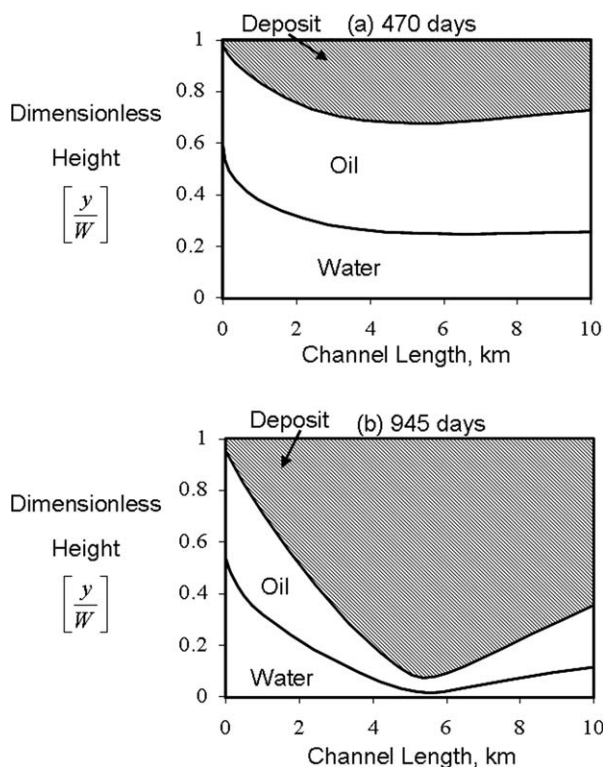 Deposit (a) 470 days
1
0.8
0.6
0.4
0.2
0
Dimensionless
Height
[y/W]
Oil
Water
0 2 4 6 8 10
Channel Length, km
Deposit (b) 945 days
1
0.8
0.6
0.4
0.2
0
Dimensionless
Height
[y/W]
Oil
Water
0 2 4 6 8 10
Channel Length, km